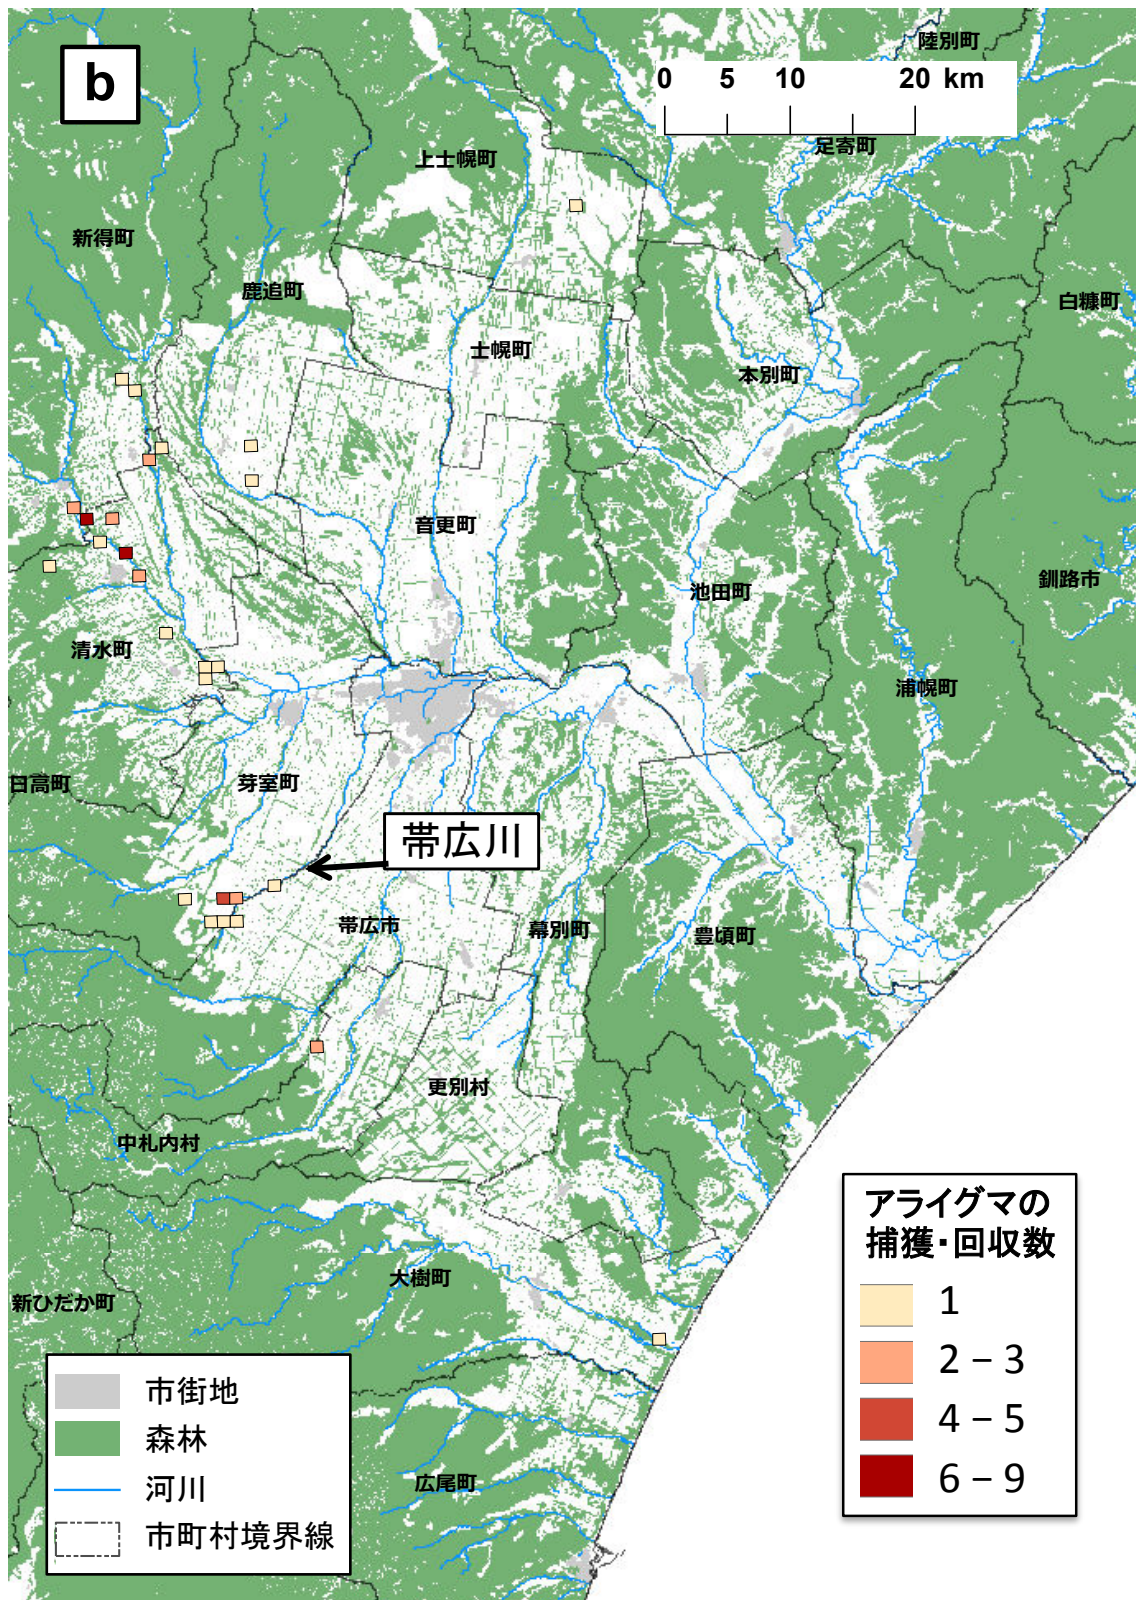 b
陸別町
0 5 10 20 km
足寄町
上士幌町
新得町
鹿追町
白糠町
士幌町
本別町
音更町
釧路市
池田町
清水町
浦幌町
日高町
芽室町
帯広川
帯広市
幕別町
豊頃町
更別村
中札内村
大樹町
新ひだか町
広尾町
アライグマの
捕獲・回収数
1
2 – 3
4 – 5
6 – 9
市街地
森林
河川
市町村境界線